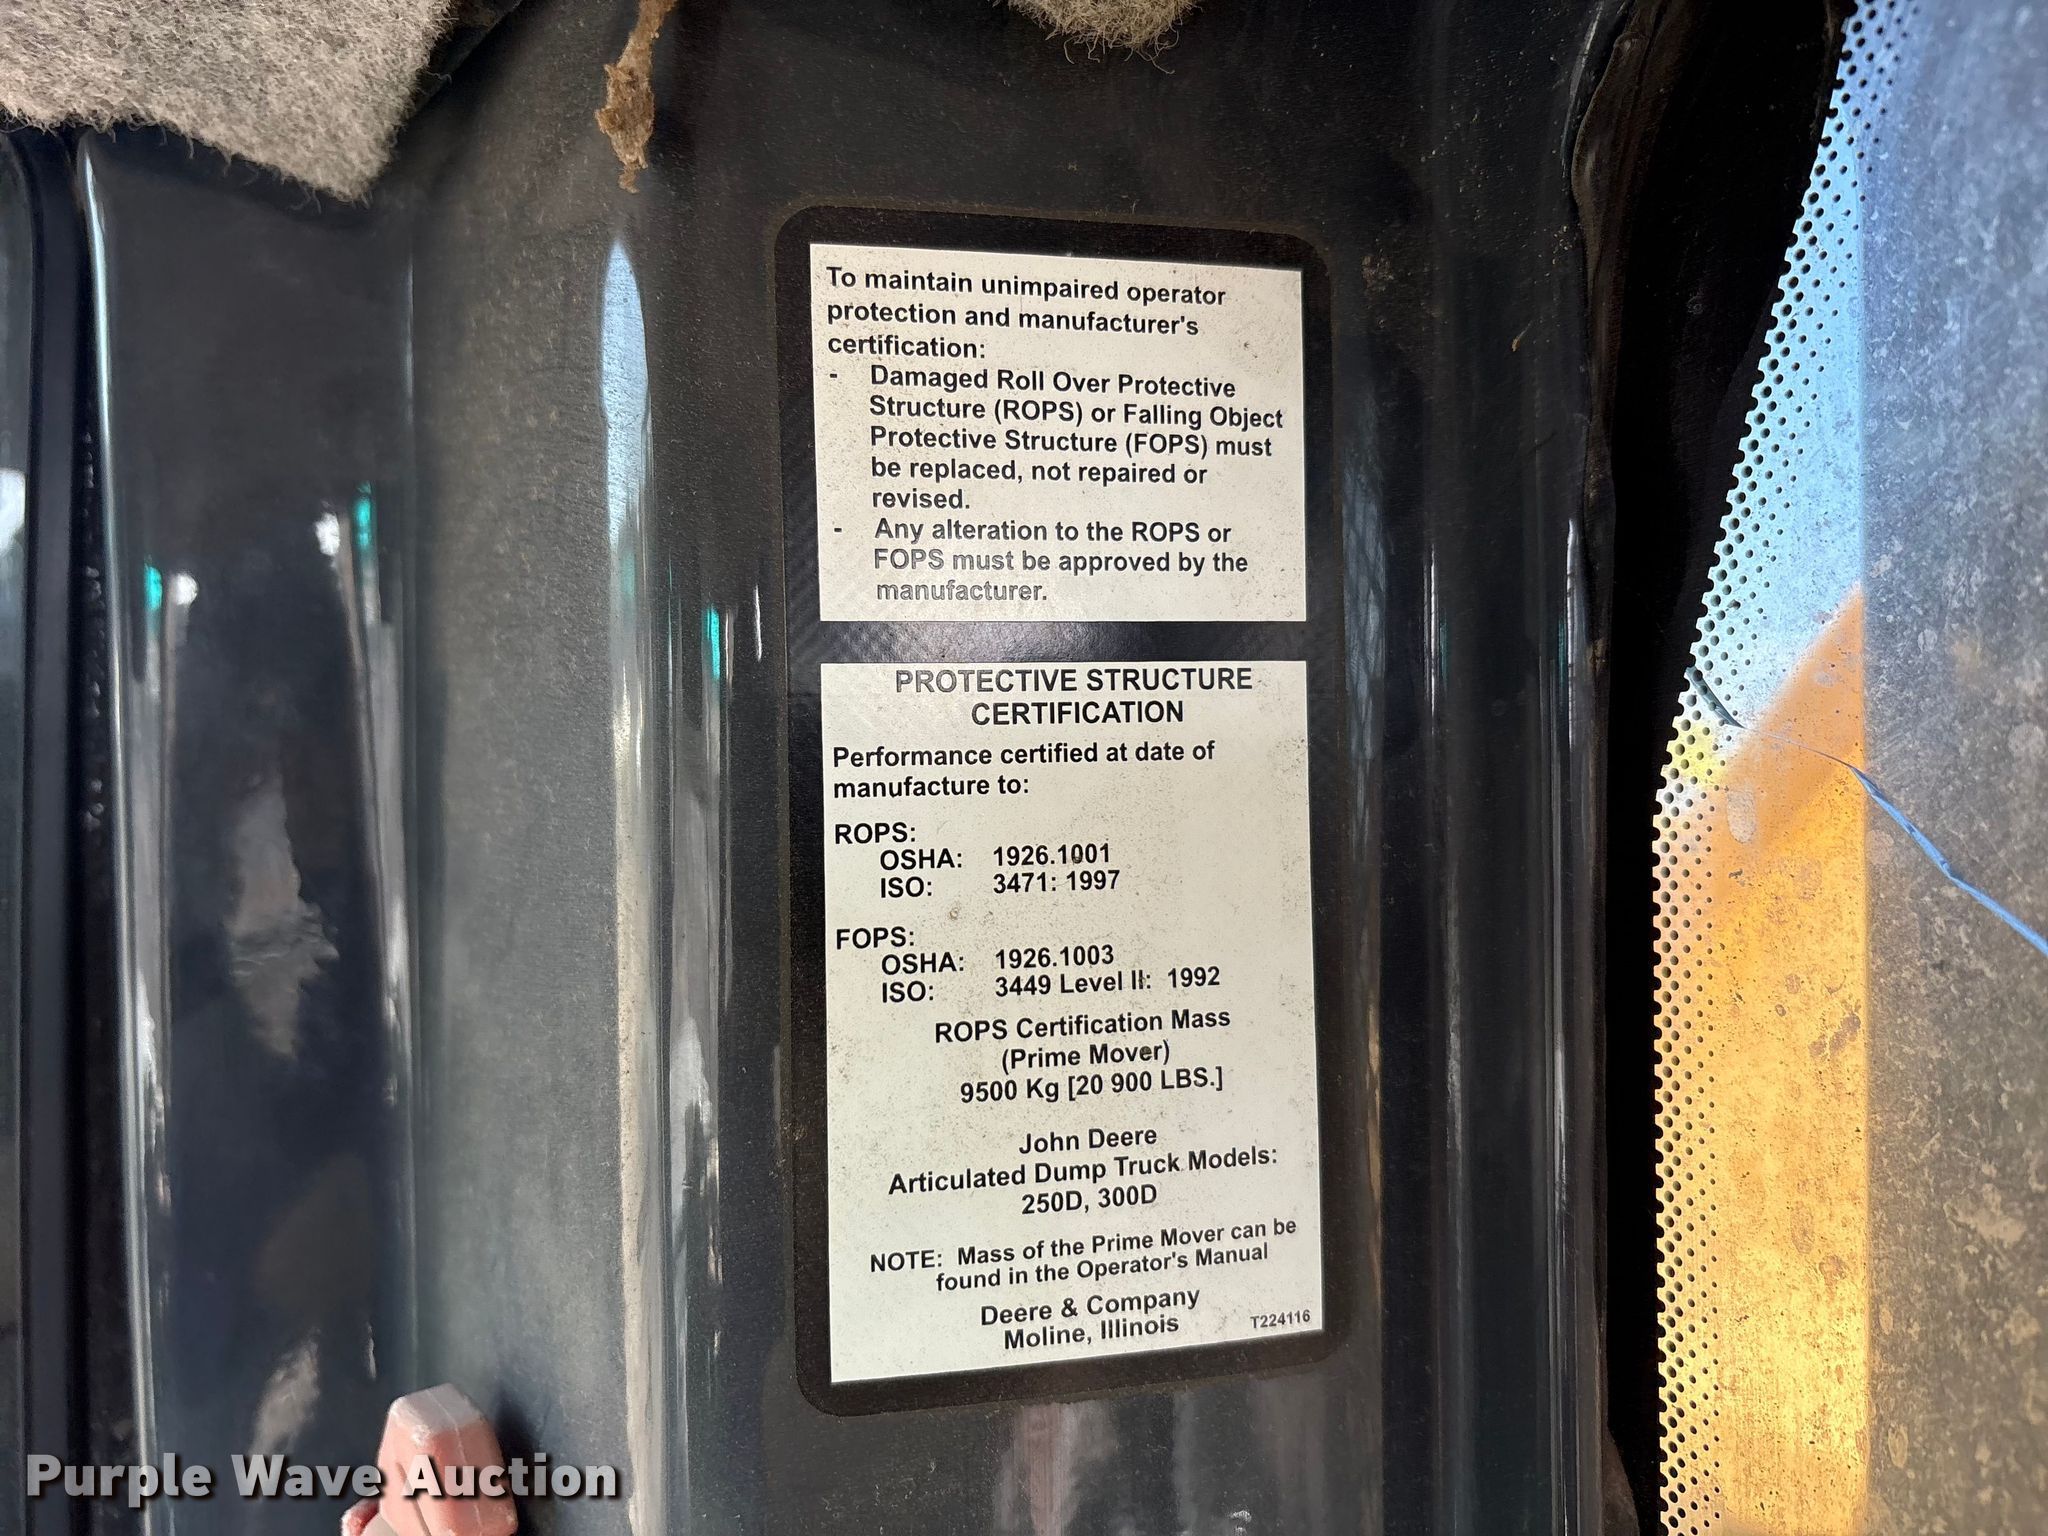 To maintain unimpaired operator
protection and manufacturer's
certification:
- Damaged Roll Over Protective
Structure (ROPS) or Falling Object
Protective Structure (FOPS) must
be replaced, not repaired or
revised.
- Any alteration to the ROPS or
FOPS must be approved by the
manufacturer.
PROTECTIVE STRUCTURE
CERTIFICATION
Performance certified at date of
manufacture to:
ROPS:
OSHA: 1926.1001
ISO: 3471: 1997
FOPS:
OSHA: 1926.1003
ISO: 3449 Level II: 1992
ROPS Certification Mass
(Prime Mover)
9500 Kg [20 900 LBS.]
John Deere
Articulated Dump Truck Models:
250D, 300D
NOTE: Mass of the Prime Mover can be
found in the Operator's Manual
Deere & Company
Moline, Illinois
T224116
Purple Wave Auction